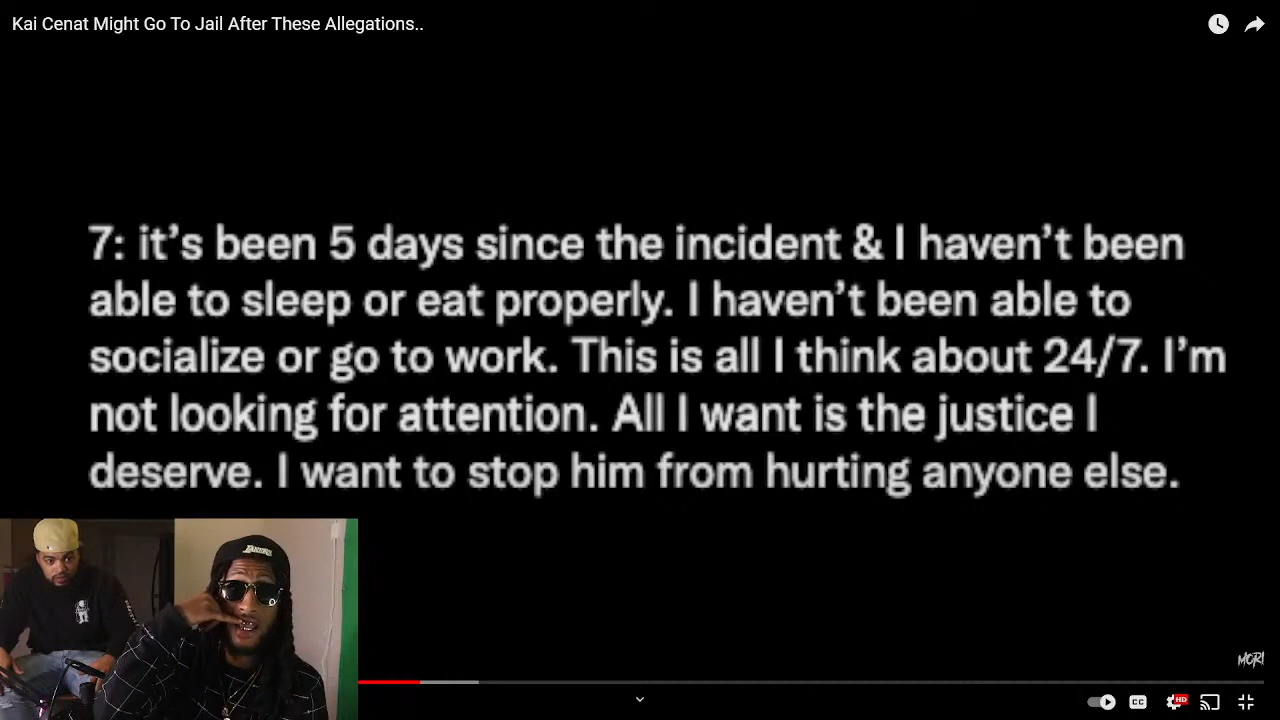 Kai Cenat Might Go To Jail After These Allegations..
7: it’s been 5 days since the incident & I haven’t been
able to sleep or eat properly. I haven’t been able to
socialize or go to work. This is all I think about 24/7. I’m
not looking for attention. All I want is the justice I
deserve. I want to stop him from hurting anyone else.
LAKERS
MORI
CC
HD